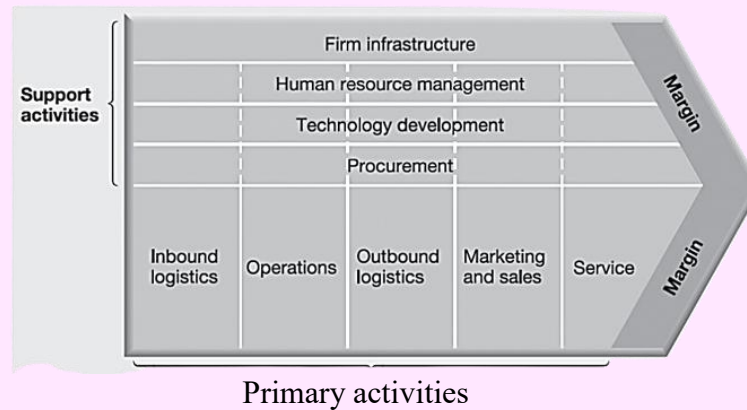 Firm infrastructure
Human resource management
Support
activities
Technology development
Procurement
Margin
Inbound
logistics
Operations
Outbound
logistics
Marketing
and sales
Service
Margin
Primary activities